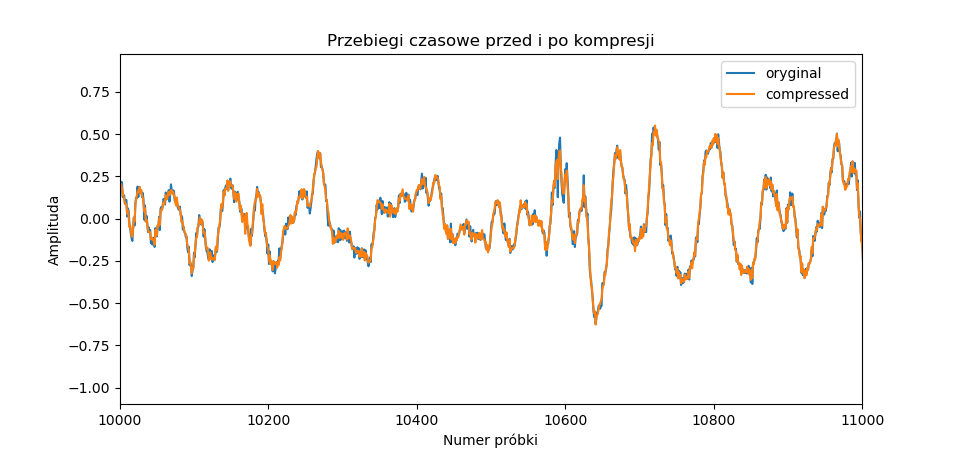 Przebiegi czasowe przed i po kompresji
oryginal
compressed
0.75
0.50
0.25
0.00
−0.25
−0.50
−0.75
−1.00
Amplituda
10000 10200 10400 10600 10800 11000
Numer próbki